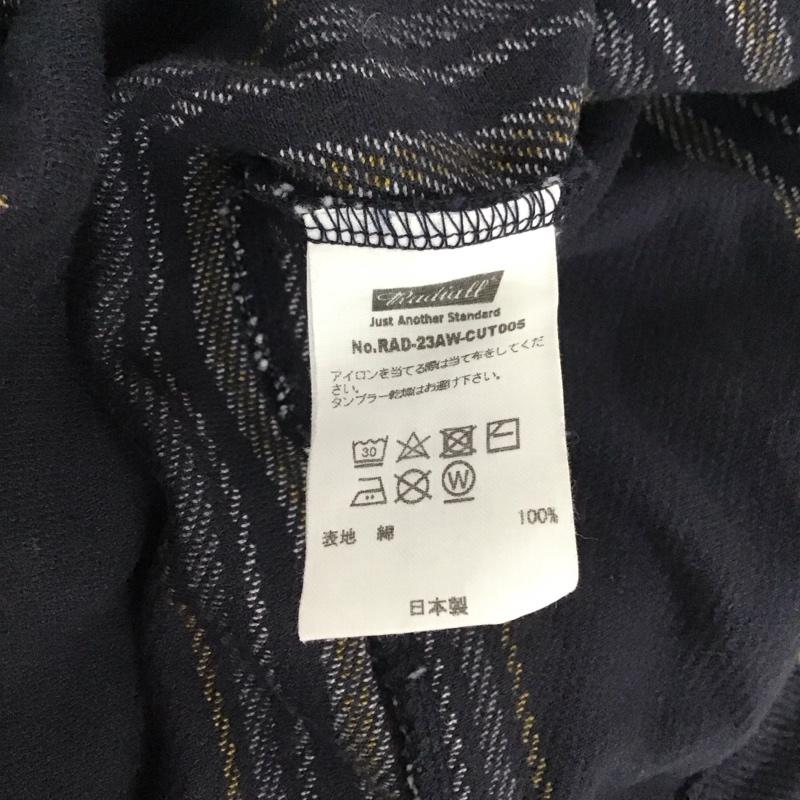 Radiall
Just Another Standard
No.RAD-23AW-CUT005
アイロンを当てる際は当て布をしてくだ
さい。
タンブラー乾燥はお避け下さい。
30
W
表地 綿 100%
日本製